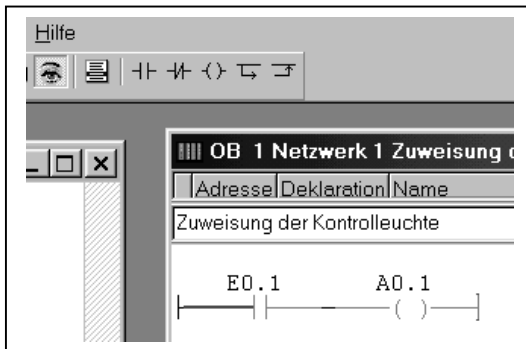 Hilfe
OB 1 Netzwerk 1 Zuweisung
Adresse Deklaration Name
Zuweisung der Kontrolleuchte
E0.1 A0.1